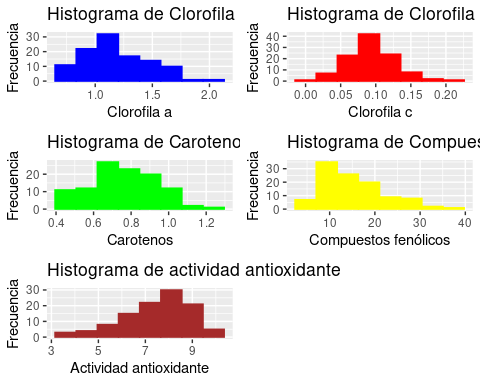 Histograma de Clorofila
Frecuencia
30
20
10
0
1.0 1.5 2.0
Clorofila a
Histograma de Clorofila
Frecuencia
40
30
20
10
0
0.00 0.05 0.10 0.15 0.20
Clorofila c
Histograma de Caroteno
Frecuencia
20
10
0
0.4 0.6 0.8 1.0 1.2
Carotenos
Histograma de Compues
Frecuencia
30
20
10
0
10 20 30 40
Compuestos fenólicos
Histograma de actividad antioxidante
Frecuencia
30
20
10
0
3 5 7 9
Actividad antioxidante